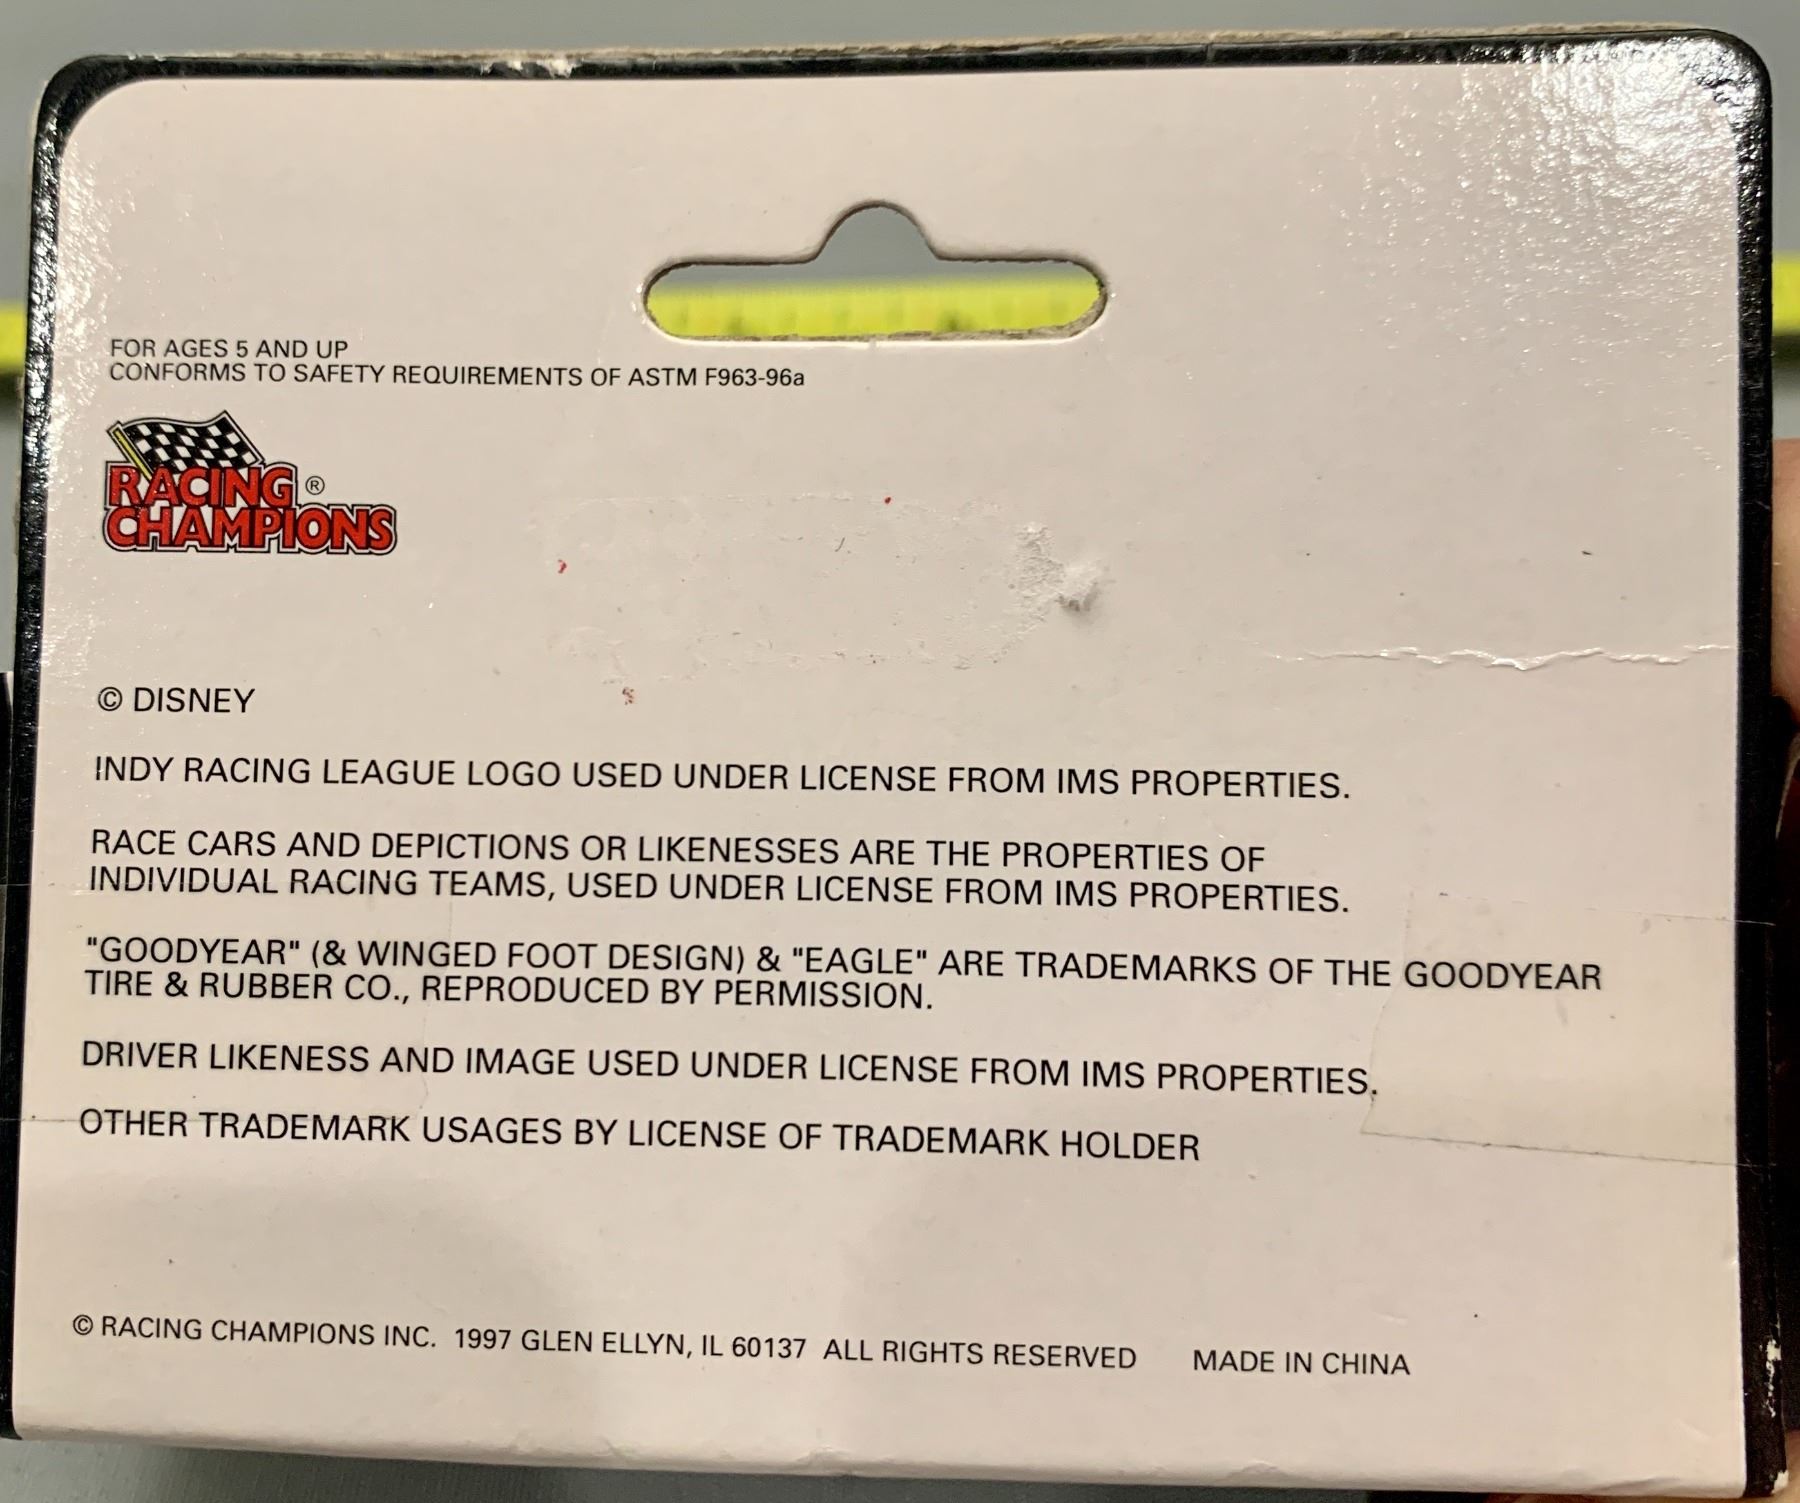 FOR AGES 5 AND UP
CONFORMS TO SAFETY REQUIREMENTS OF ASTM F963-96a
RACING ®
CHAMPIONS
© DISNEY
INDY RACING LEAGUE LOGO USED UNDER LICENSE FROM IMS PROPERTIES.
RACE CARS AND DEPICTIONS OR LIKENESSES ARE THE PROPERTIES OF
INDIVIDUAL RACING TEAMS, USED UNDER LICENSE FROM IMS PROPERTIES.
"GOODYEAR" (& WINGED FOOT DESIGN) & "EAGLE" ARE TRADEMARKS OF THE GOODYEAR
TIRE & RUBBER CO., REPRODUCED BY PERMISSION.
DRIVER LIKENESS AND IMAGE USED UNDER LICENSE FROM IMS PROPERTIES.
OTHER TRADEMARK USAGES BY LICENSE OF TRADEMARK HOLDER
© RACING CHAMPIONS INC. 1997 GLEN ELLYN, IL 60137 ALL RIGHTS RESERVED MADE IN CHINA